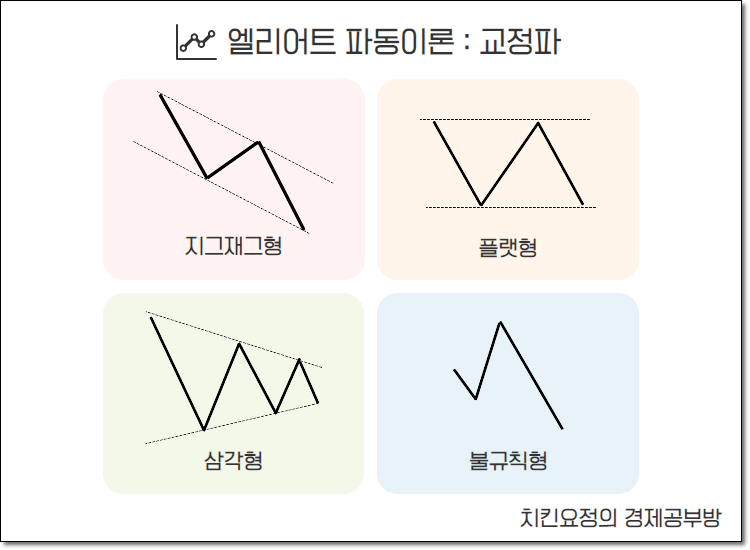 엘리어트 파동이론 : 교정파
지그재그형
플랫형
삼각형
불규칙형
치킨요정의 경제공부방